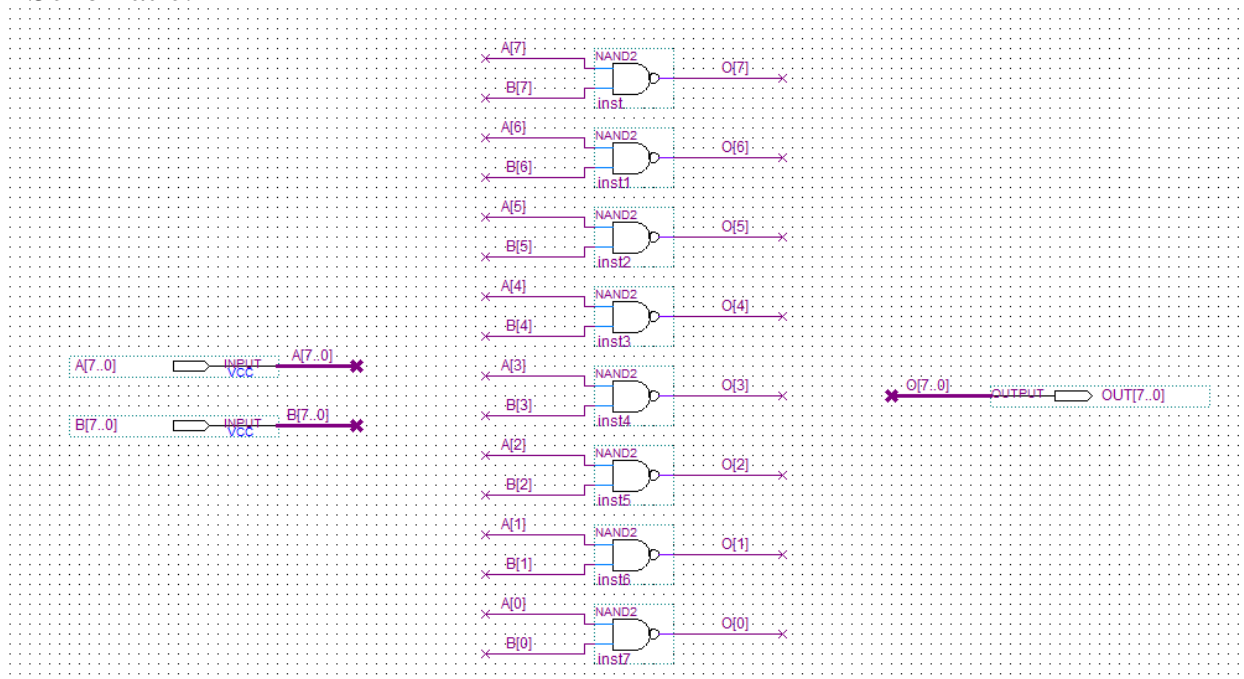 A[7]
NAND2
O[7]
B[7]
inst
A[6]
NAND2
O[6]
B[6]
inst1
A[5]
NAND2
O[5]
B[5]
inst2
A[4]
NAND2
O[4]
B[4]
inst3
A[7..0]
INPUT
VCC
A[7..0]
A[3]
NAND2
O[3]
B[3]
inst4
O[7..0]
OUTPUT
OUT[7..0]
B[7..0]
INPUT
VCC
B[7..0]
A[2]
NAND2
O[2]
B[2]
inst5
A[1]
NAND2
O[1]
B[1]
inst6
A[0]
NAND2
O[0]
B[0]
inst7